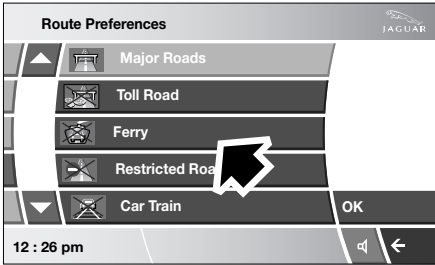 Route Preferences
JAGUAR
Major Roads
Toll Road
Ferry
Restricted Roa
Car Train
OK
12 : 26 pm